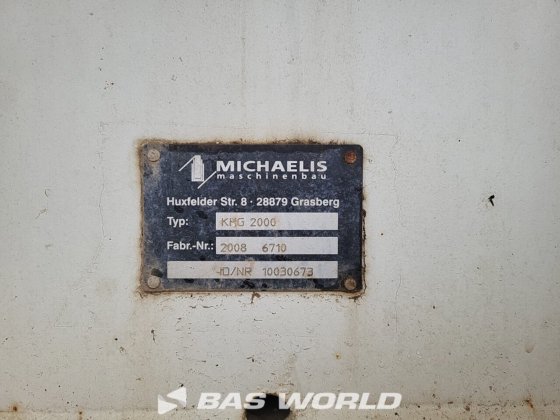 MICHAELIS
maschinenbau
Huxfelder Str. 8 · 28879 Grasberg
Typ: KMG 2000
Fabr.-Nr.: 2008 6710
ID/NR 10030673
BAS WORLD